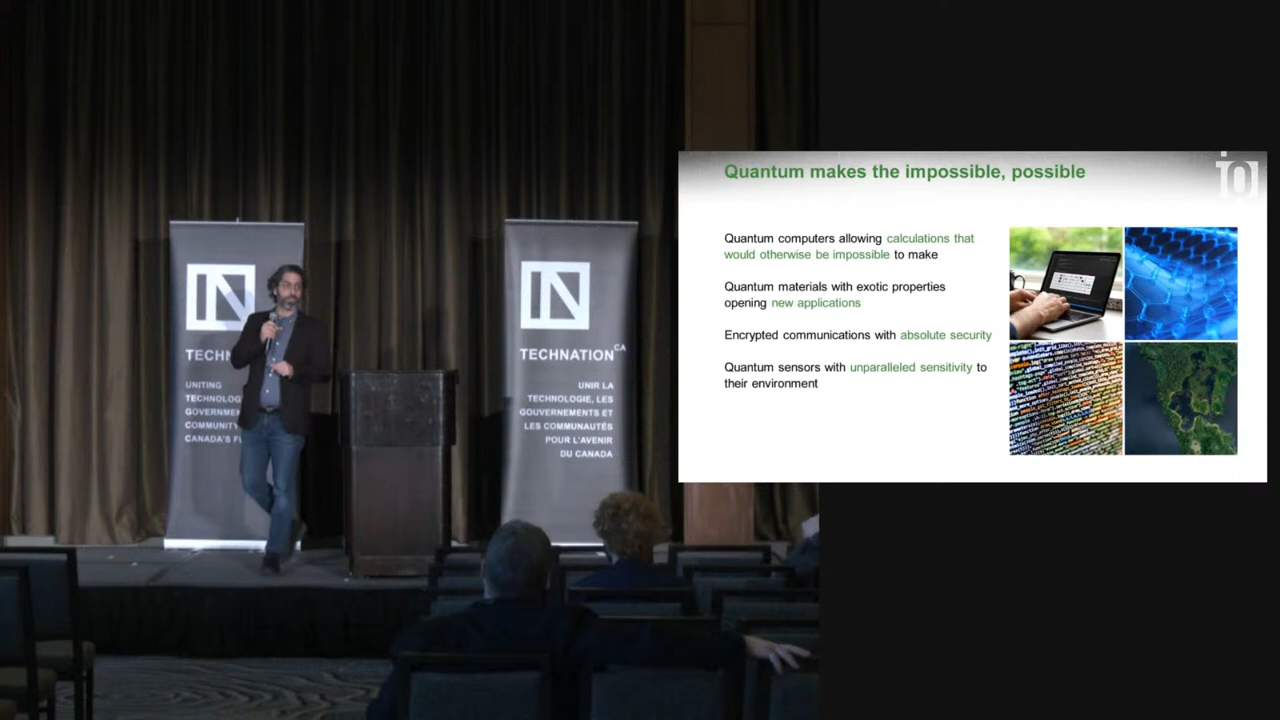 TECHN
UNITING
TECHNOLOG
GOVERNMEN
COMMUNITY
CANADA'S FU
TECHNATION CA
UNIR LA
TECHNOLOGIE, LES
GOUVERNEMENTS ET
LES COMMUNAUTÉS
POUR L'AVENIR
DU CANADA
Quantum makes the impossible, possible
Quantum computers allowing calculations that
would otherwise be impossible to make
Quantum materials with exotic properties
opening new applications
Encrypted communications with absolute security
Quantum sensors with unparalleled sensitivity to
their environment